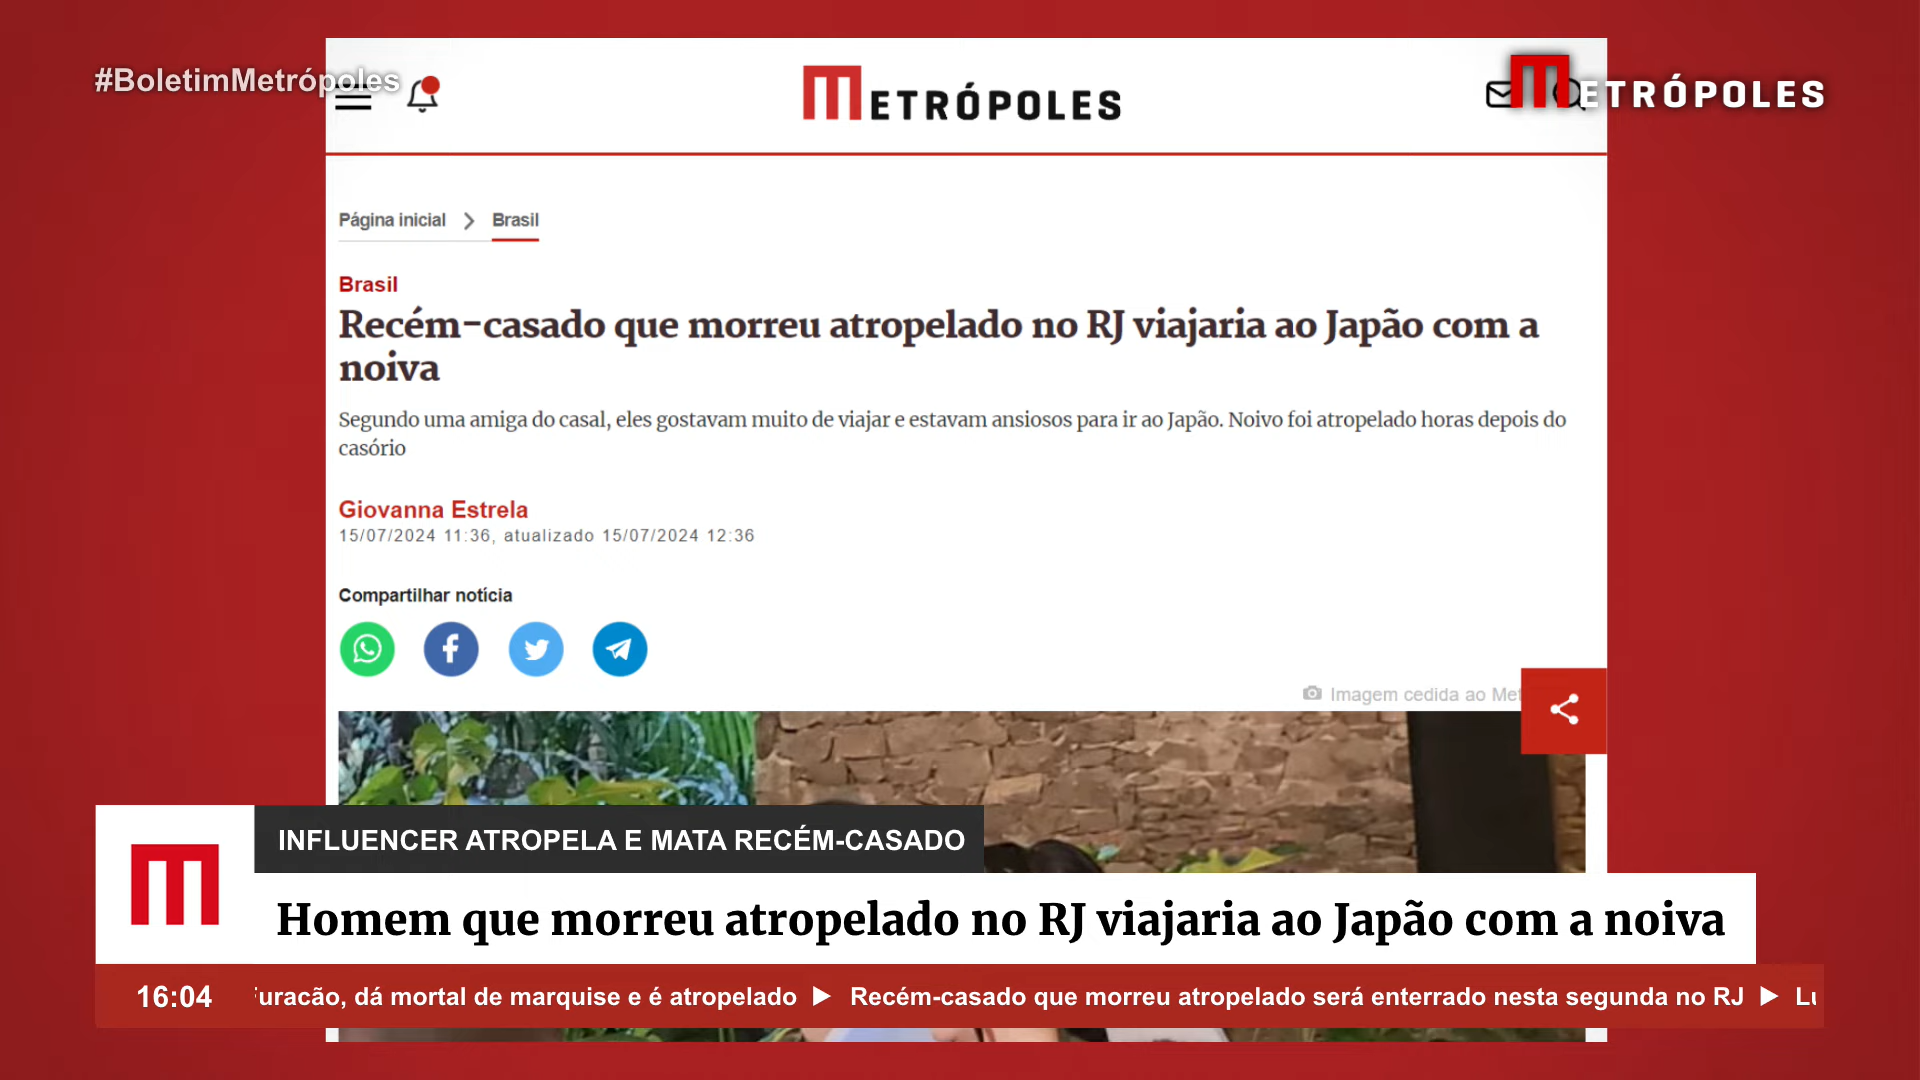 #BoletimMetrópoles
METRÓPOLES
METRÓPOLES
Página inicial
Brasil
Brasil
Recém-casado que morreu atropelado no RJ viajaria ao Japão com a
noiva
Segundo uma amiga do casal, eles gostavam muito de viajar e estavam ansiosos para ir ao Japão. Noivo foi atropelado horas depois do
casório
Giovanna Estrela
15/07/2024 11:36, atualizado 15/07/2024 12:36
Compartilhar notícia
Imagem cedida ao Met
INFLUENCER ATROPELA E MATA RECÉM-CASADO
Homem que morreu atropelado no RJ viajaria ao Japão com a noiva
16:04
uracão, dá mortal de marquise e é atropelado ▶ Recém-casado que morreu atropelado será enterrado nesta segunda no RJ ▶ Lu